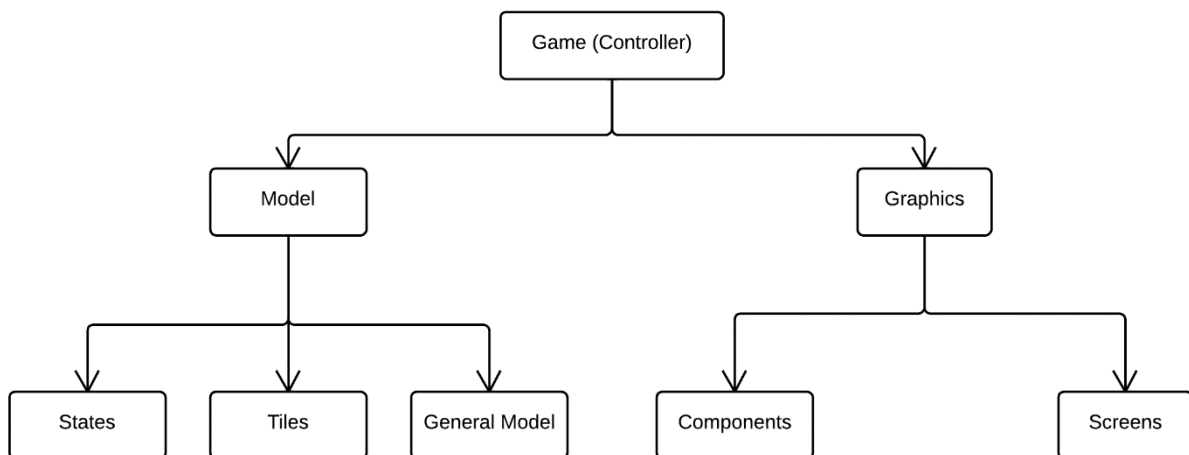 Game (Controller)
Model
Graphics
States
Tiles
General Model
Components
Screens